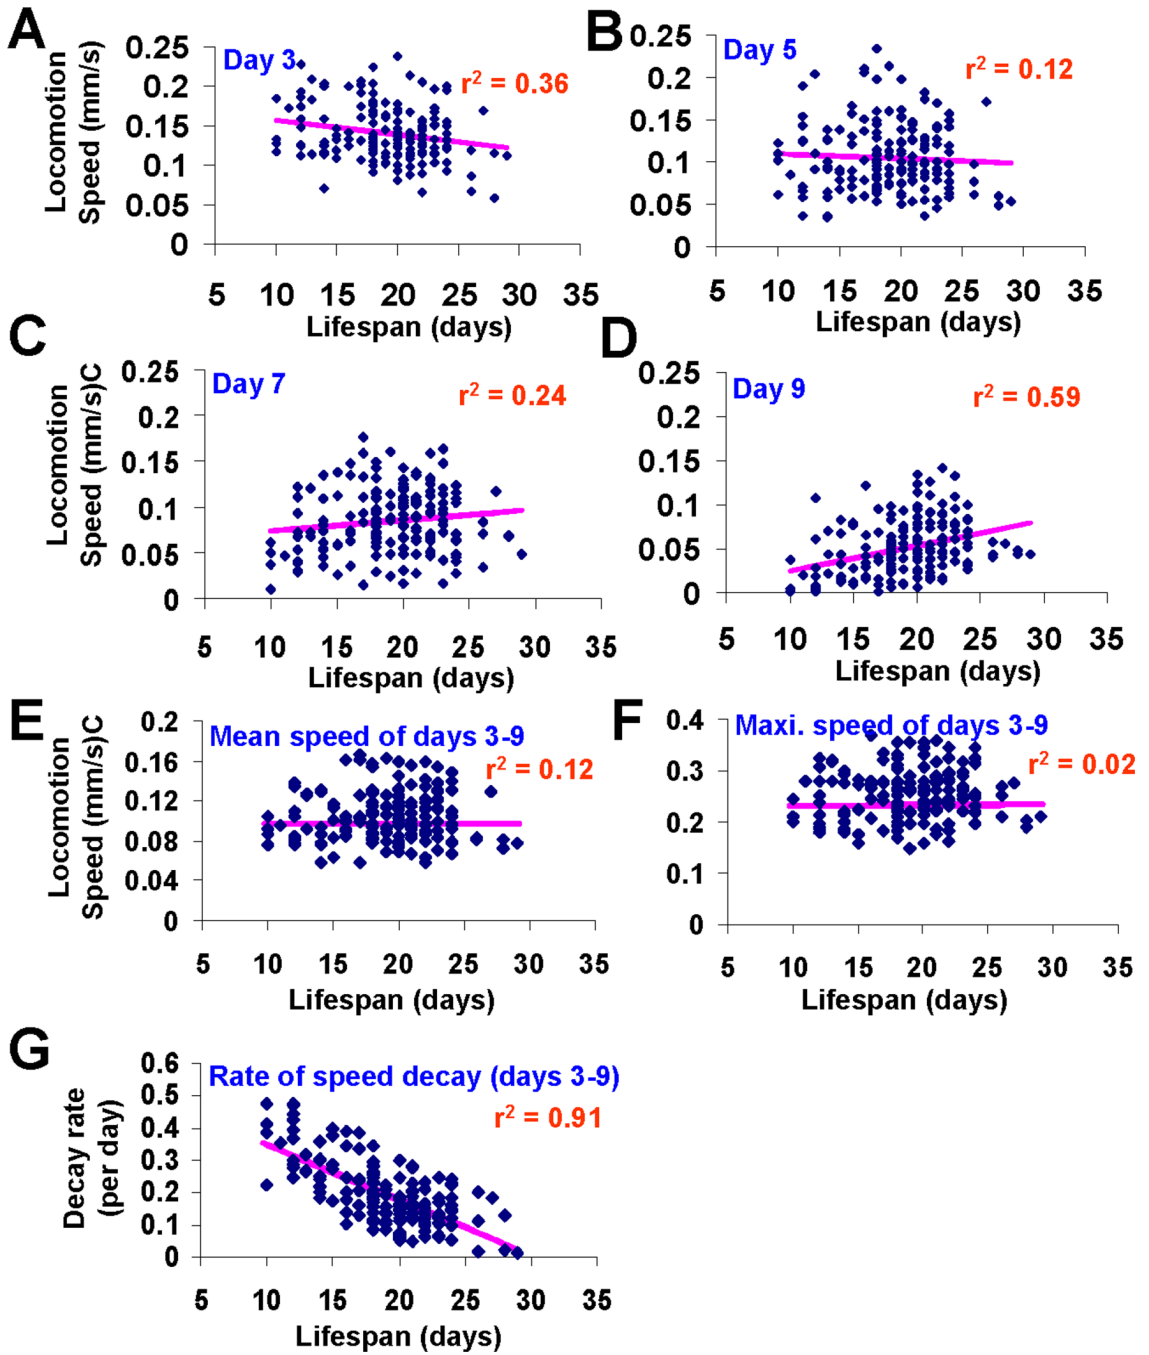 A
Locomotion
Speed (mm/s)
0.25
0.2
0.15
0.1
0.05
0
Day 3
r² = 0.36
5 10 15 20 25 30 35
Lifespan (days)
B
0.25
0.2
0.15
0.1
0.05
0
Day 5
r² = 0.12
5 10 15 20 25 30 35
Lifespan (days)
C
Locomotion
Speed (mm/s)C
0.25
0.2
0.15
0.1
0.05
0
Day 7
r² = 0.24
5 10 15 20 25 30 35
Lifespan (days)
D
0.25
0.2
0.15
0.1
0.05
0
Day 9
r² = 0.59
5 10 15 20 25 30 35
Lifespan (days)
E
Locomotion
Speed (mm/s)C
0.2
0.16
0.12
0.08
0.04
0
Mean speed of days 3-9
r² = 0.12
5 10 15 20 25 30 35
Lifespan (days)
F
0.4
0.3
0.2
0.1
0
Maxi. speed of days 3-9
r² = 0.02
5 10 15 20 25 30 35
Lifespan (days)
G
Decay rate
(per day)
0.6
0.5
0.4
0.3
0.2
0.1
0
Rate of speed decay (days 3-9)
r² = 0.91
5 10 15 20 25 30 35
Lifespan (days)